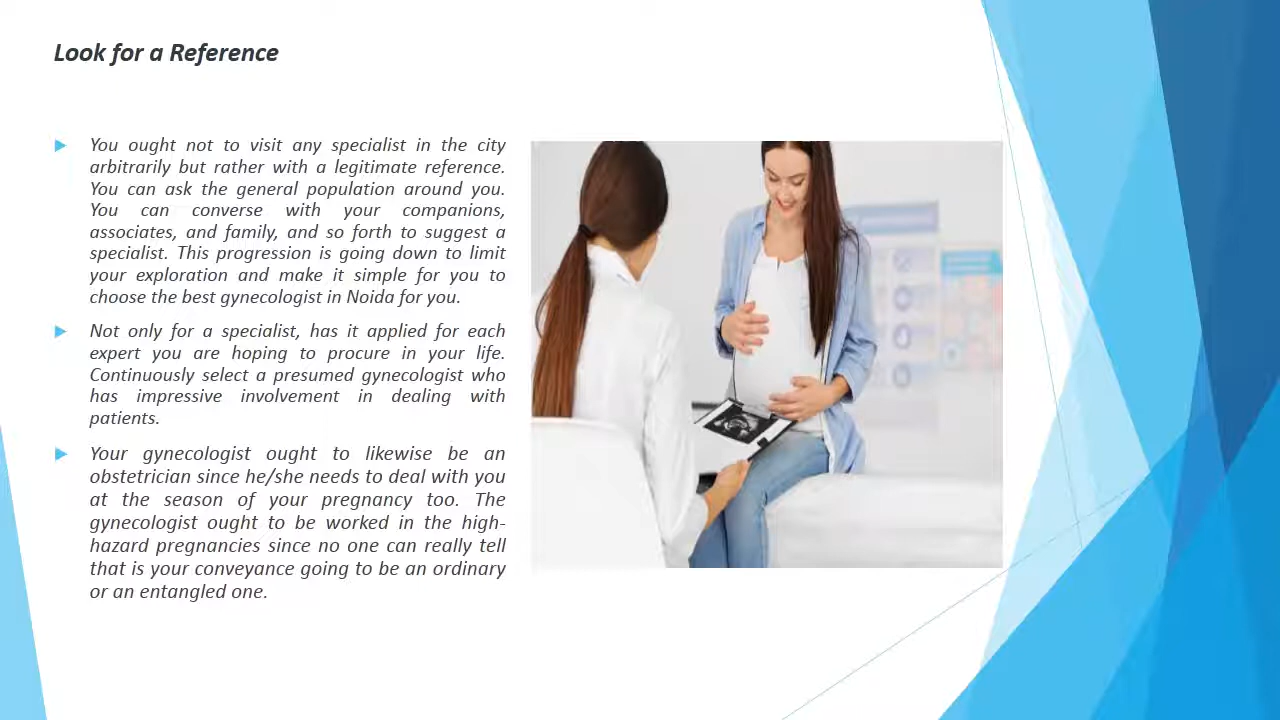 Look for a Reference
You ought not to visit any specialist in the city
arbitrarily but rather with a legitimate reference.
You can ask the general population around you.
You can converse with your companions,
associates, and family, and so forth to suggest a
specialist. This progression is going down to limit
your exploration and make it simple for you to
choose the best gynecologist in Noida for you.
Not only for a specialist, has it applied for each
expert you are hoping to procure in your life.
Continuously select a presumed gynecologist who
has impressive involvement in dealing with
patients.
Your gynecologist ought to likewise be an
obstetrician since he/she needs to deal with you
at the season of your pregnancy too. The
gynecologist ought to be worked in the high-
hazard pregnancies since no one can really tell
that is your conveyance going to be an ordinary
or an entangled one.